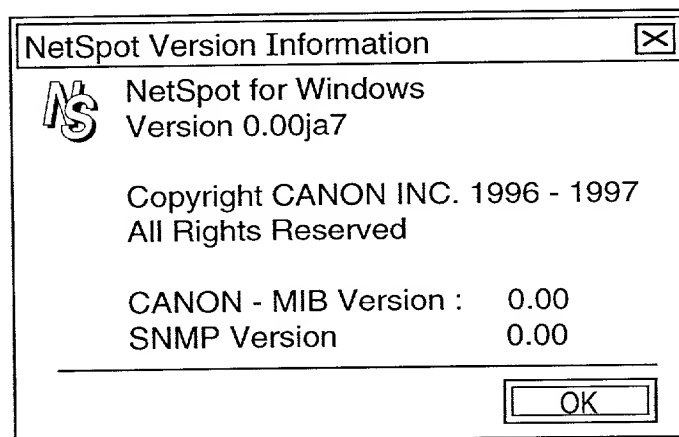 NetSpot Version Information
NS
NetSpot for Windows
Version 0.00ja7
Copyright CANON INC. 1996 - 1997
All Rights Reserved
CANON - MIB Version : 0.00
SNMP Version 0.00
OK